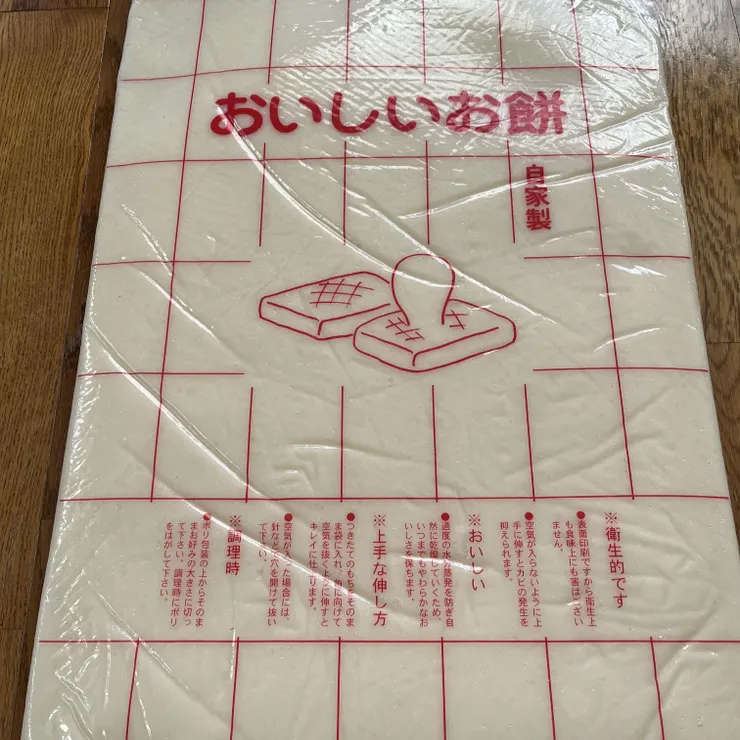 おいしいお餅
自家製
※衛生的です
●表面印刷ですから衛生上
も食味上にも害はござい
ません。
●空気が入らないように上
手に伸すとカビの発生を
抑えられます。
※おいしい
●過度の水分蒸発を防ぎ自
然に乾燥していくため、
いつまでもやわらかなお
いしさを保ちます。
※上手な伸し方
●つきたてのもちをそのま
ま袋に入れ、角に向けて
空気を抜くように伸すと
キレイに仕上ります。
●空気が入った場合には、
針などで穴を開けて抜い
て下さい。
※調理時
●ポリ包装の上からそのま
まお好みの大きさに切っ
て下さい。調理時にポリ
をはがして下さい。